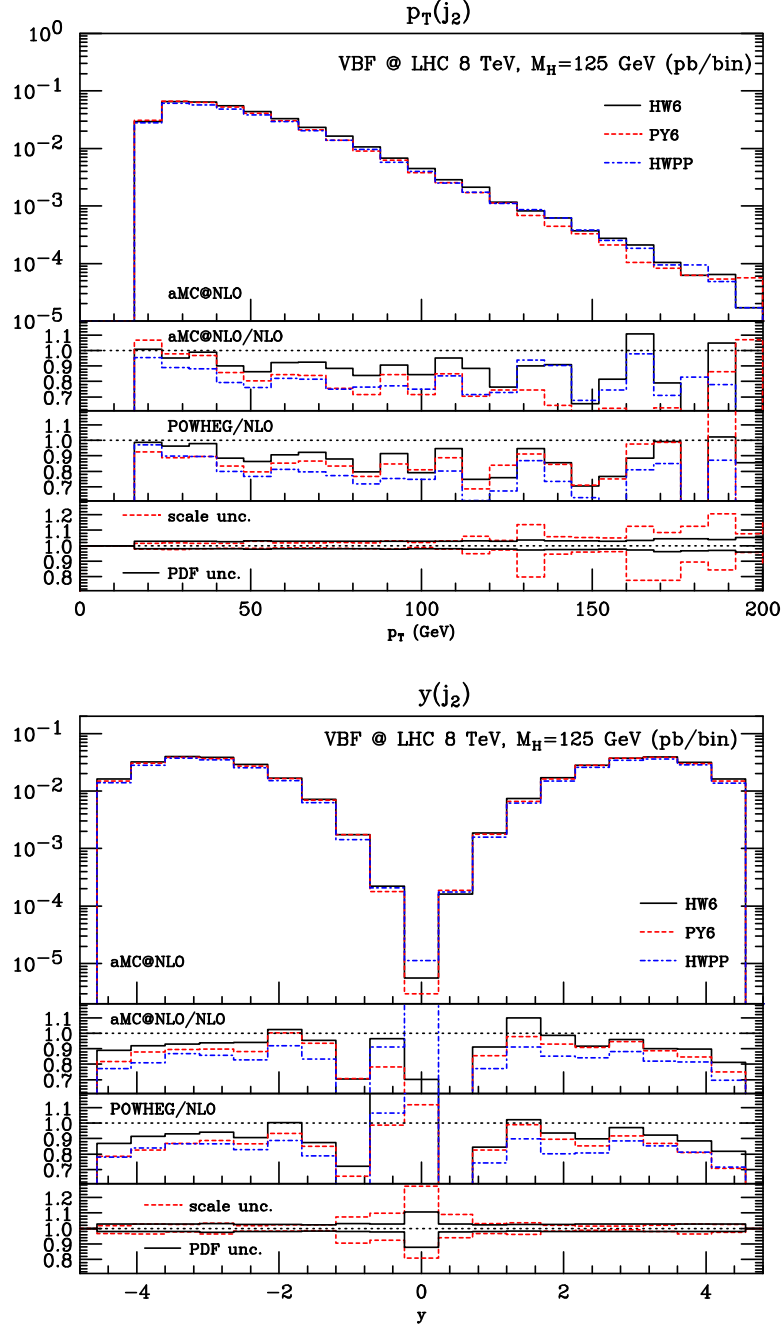 p_T(j_2)
10^0
VBF @ LHC 8 TeV, M_H=125 GeV (pb/bin)
10^-1
HW6
10^-2
PY6
HWPP
10^-3
10^-4
aMC@NLO
10^-5
1.1
aMC@NLO/NLO
1.0
0.9
0.8
0.7
1.1
POWHEG/NLO
1.0
0.9
0.8
0.7
1.2
scale unc.
1.1
1.0
0.9
PDF unc.
0.8
0 50 100 150 200
p_T (GeV)
y(j_2)
10^-1
VBF @ LHC 8 TeV, M_H=125 GeV (pb/bin)
10^-2
10^-3
10^-4
HW6
PY6
10^-5
aMC@NLO
HWPP
1.1
aMC@NLO/NLO
1.0
0.9
0.8
0.7
1.1
POWHEG/NLO
1.0
0.9
0.8
0.7
1.2
scale unc.
1.1
1.0
0.9
PDF unc.
0.8
−4 −2 0 2 4
y